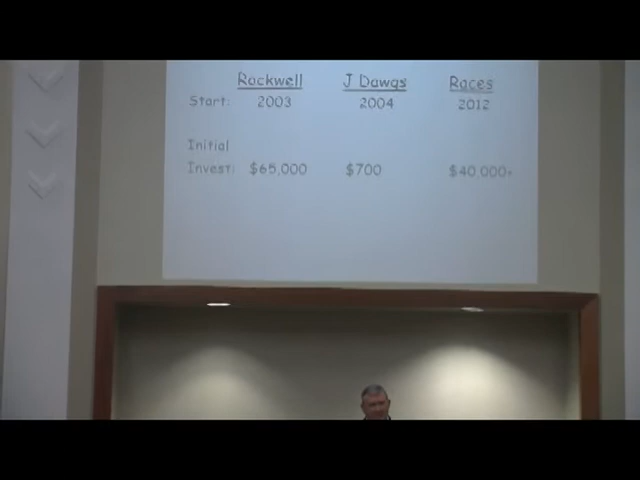 Rockwell J Dawgs Races
Start: 2003 2004 2012
Initial
Invest: $65,000 $700 $40,000+